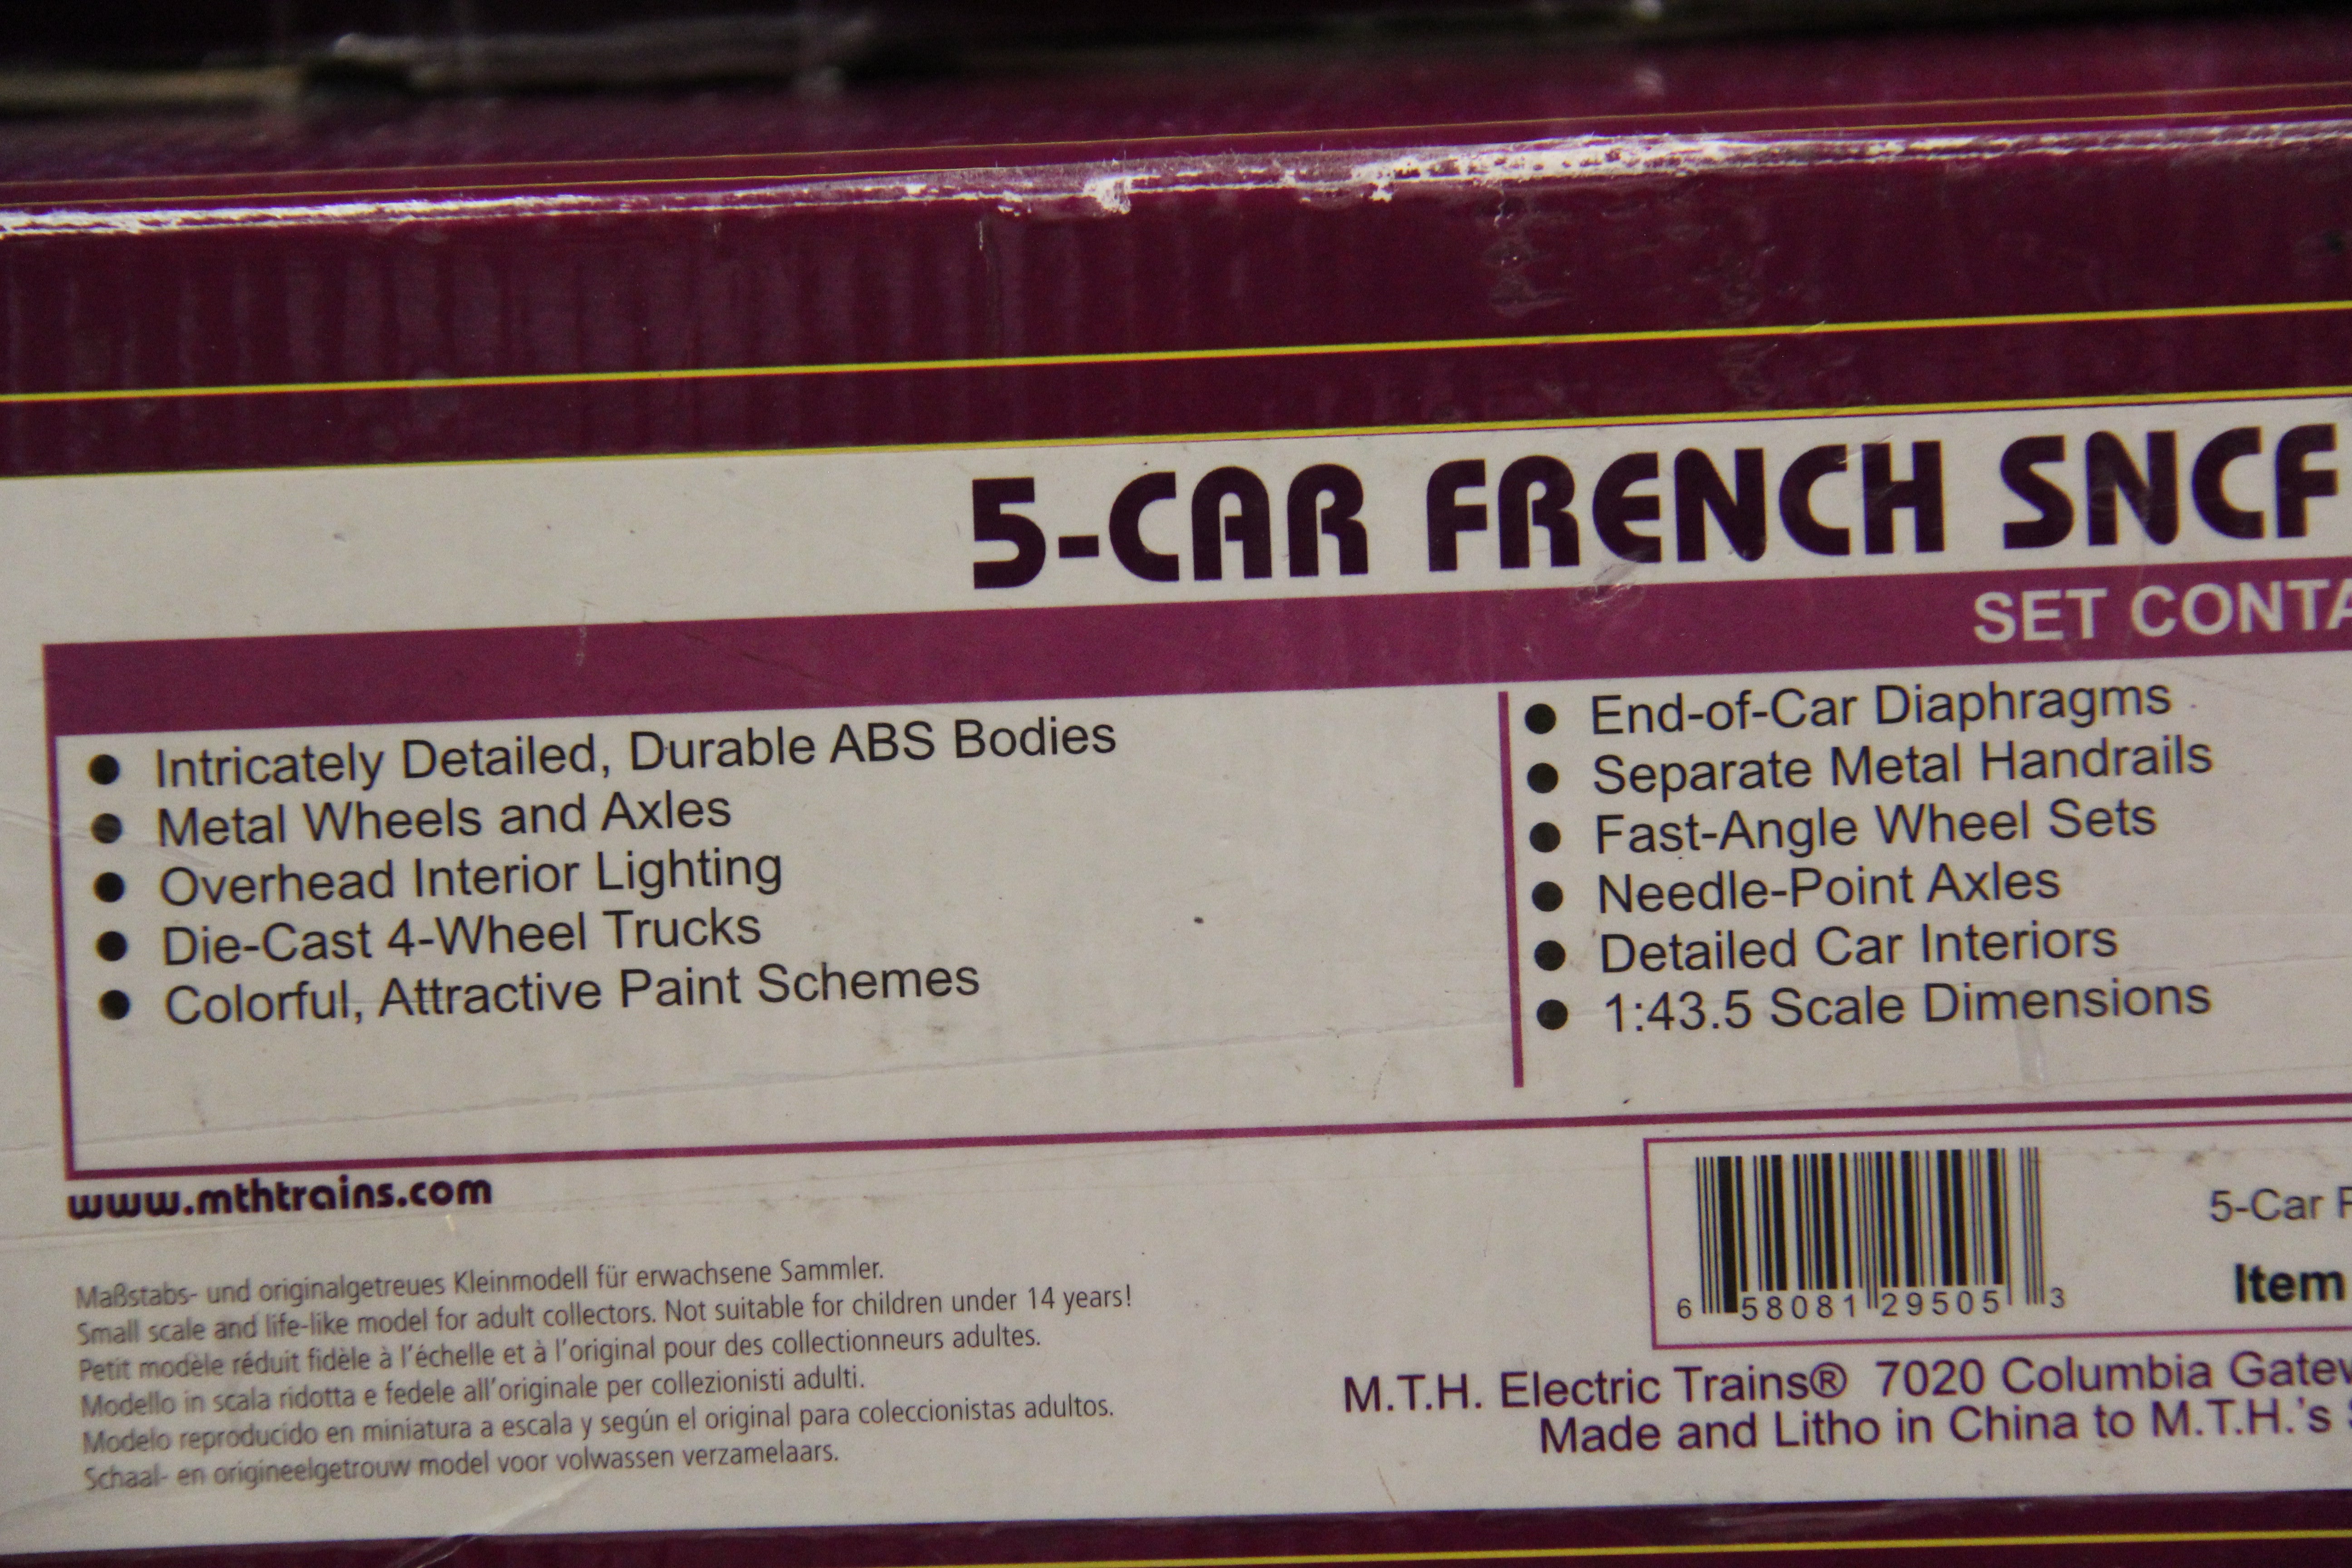 5-CAR FRENCH SNCF
SET CONTA
● Intricately Detailed, Durable ABS Bodies
● Metal Wheels and Axles
● Overhead Interior Lighting
● Die-Cast 4-Wheel Trucks
● Colorful, Attractive Paint Schemes
● End-of-Car Diaphragms
● Separate Metal Handrails
● Fast-Angle Wheel Sets
● Needle-Point Axles
● Detailed Car Interiors
● 1:43.5 Scale Dimensions
www.mthtrains.com
Maßstabs- und originalgetreues Kleinmodell für erwachsene Sammler.
Small scale and life-like model for adult collectors. Not suitable for children under 14 years!
Petit modèle réduit fidèle à l'échelle et à l'original pour des collectionneurs adultes.
Modello in scala ridotta e fedele all'originale per collezionisti adulti.
Modelo reproducido en miniatura a escala y según el original para coleccionistas adultos.
Schaal- en origineelgetrouw model voor volwassen verzamelaars.
6 58081 29505 3
5-Car F
Item
M.T.H. Electric Trains® 7020 Columbia Gatew
Made and Litho in China to M.T.H.'s